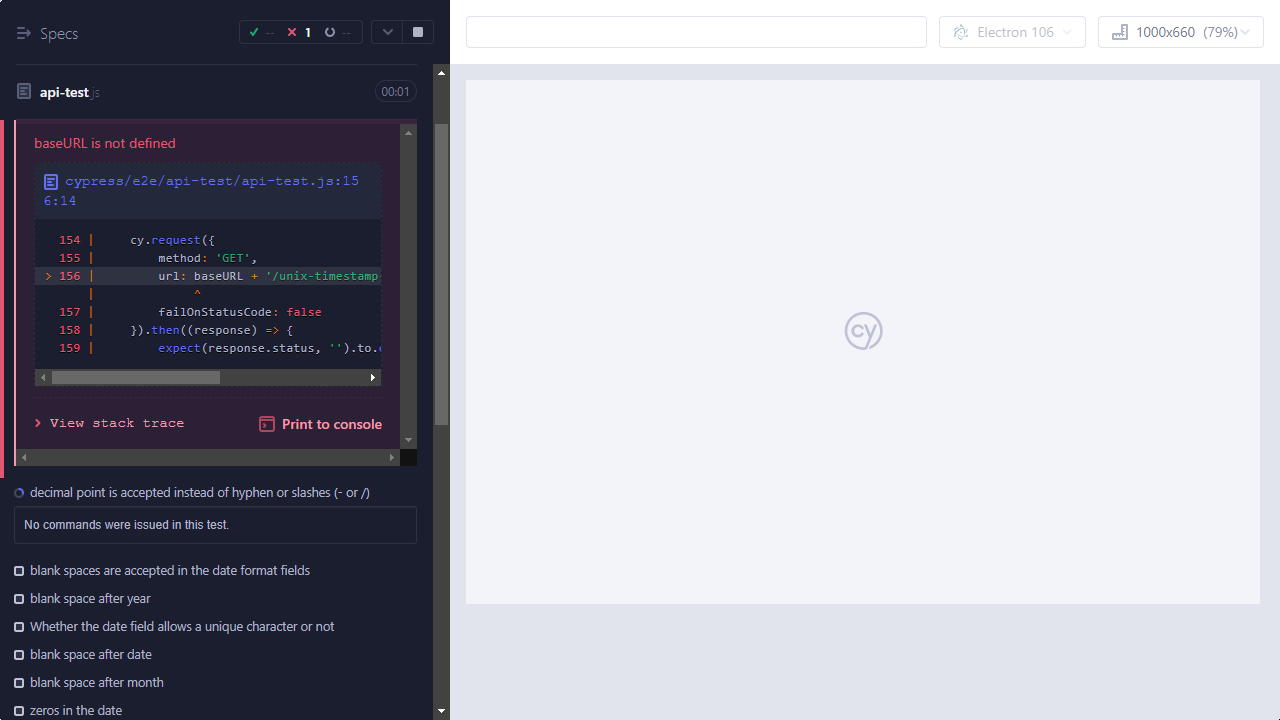 Specs
--
1
--
Electron 106
1000x660 (79%)
api-test.js
00:01
baseURL is not defined
cypress/e2e/api-test/api-test.js:15
6:14
154 | cy.request({
155 | method: 'GET',
> 156 | url: baseURL + '/unix-timestamp
| ^
157 | failOnStatusCode: false
158 | }).then((response) => {
159 | expect(response.status, '').to.
View stack trace
Print to console
decimal point is accepted instead of hyphen or slashes (- or /)
No commands were issued in this test.
blank spaces are accepted in the date format fields
blank space after year
Whether the date field allows a unique character or not
blank space after date
blank space after month
zeros in the date
cy